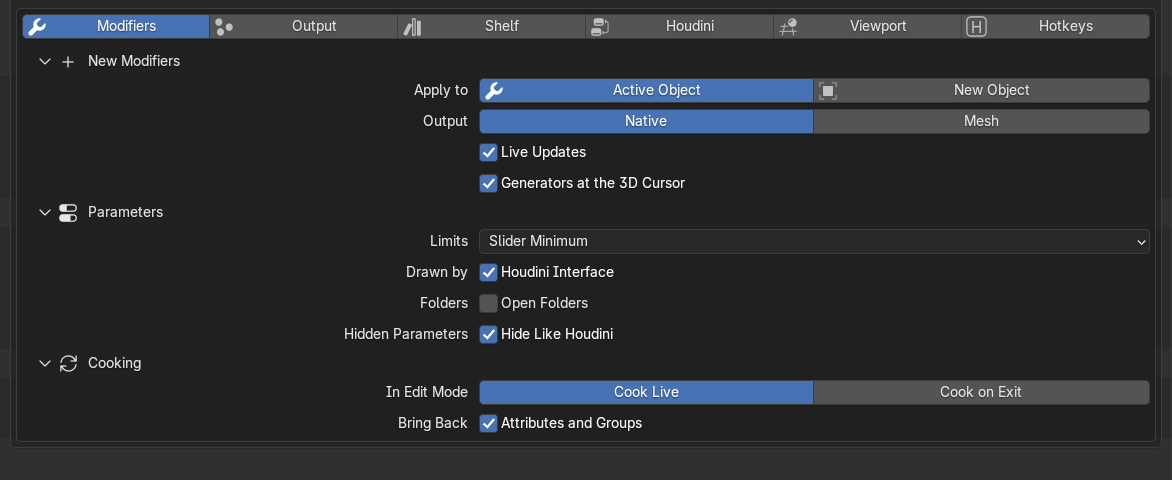 Modifiers Output Shelf Houdini Viewport H Hotkeys
New Modifiers
Apply to Active Object New Object
Output Native Mesh
Live Updates
Generators at the 3D Cursor
Parameters
Limits Slider Minimum
Drawn by Houdini Interface
Folders Open Folders
Hidden Parameters Hide Like Houdini
Cooking
In Edit Mode Cook Live Cook on Exit
Bring Back Attributes and Groups